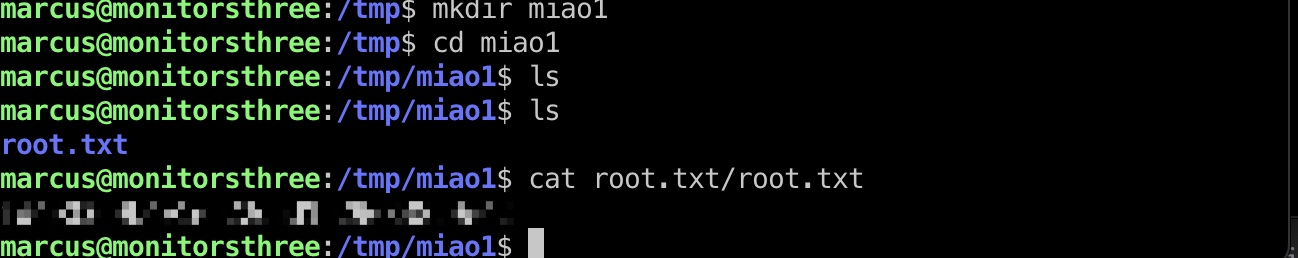 marcus@monitorsthree:/tmp$ mkdir miao1
marcus@monitorsthree:/tmp$ cd miao1
marcus@monitorsthree:/tmp/miao1$ ls
marcus@monitorsthree:/tmp/miao1$ ls
root.txt
marcus@monitorsthree:/tmp/miao1$ cat root.txt/root.txt
marcus@monitorsthree:/tmp/miao1$